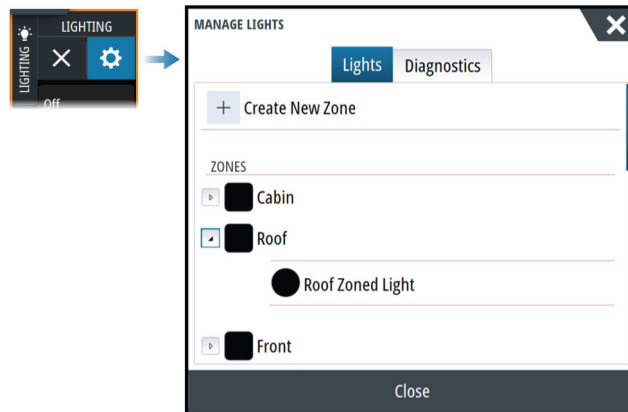 LIGHTING
LIGHTING
Off
MANAGE LIGHTS
Lights
Diagnostics
Create New Zone
ZONES
Cabin
Roof
Roof Zoned Light
Front
Close